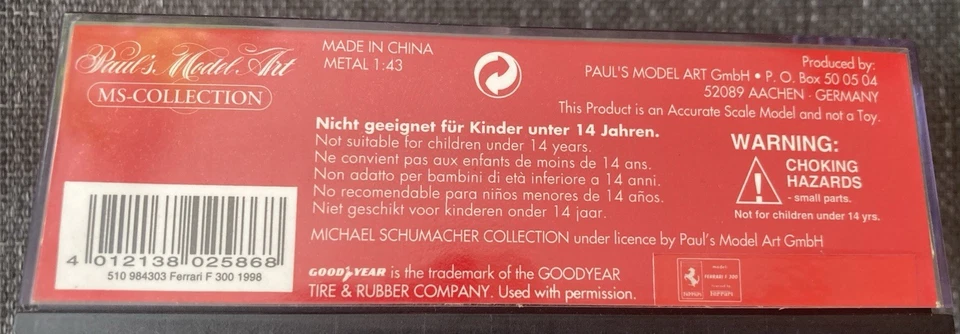 Paul's Model Art
MS-COLLECTION
MADE IN CHINA
METAL 1:43
Produced by:
PAUL'S MODEL ART GmbH • P. O. Box 50 05 04
52089 AACHEN · GERMANY
This Product is an Accurate Scale Model and not a Toy.
Nicht geeignet für Kinder unter 14 Jahren.
Not suitable for children under 14 years.
Ne convient pas aux enfants de moins de 14 ans.
Non adatto per bambini di età inferiore a 14 anni.
No recomendable para niños menores de 14 años.
Niet geschikt voor kinderen onder 14 jaar.
WARNING:
CHOKING
HAZARDS
- small parts.
Not for children under 14 yrs.
MICHAEL SCHUMACHER COLLECTION under licence by Paul's Model Art GmbH
GOODYEAR is the trademark of the GOODYEAR
TIRE & RUBBER COMPANY. Used with permission.
4 012138 025868
510 984303 Ferrari F 300 1998
FERRARI F 300
Ferrari
Ferrari